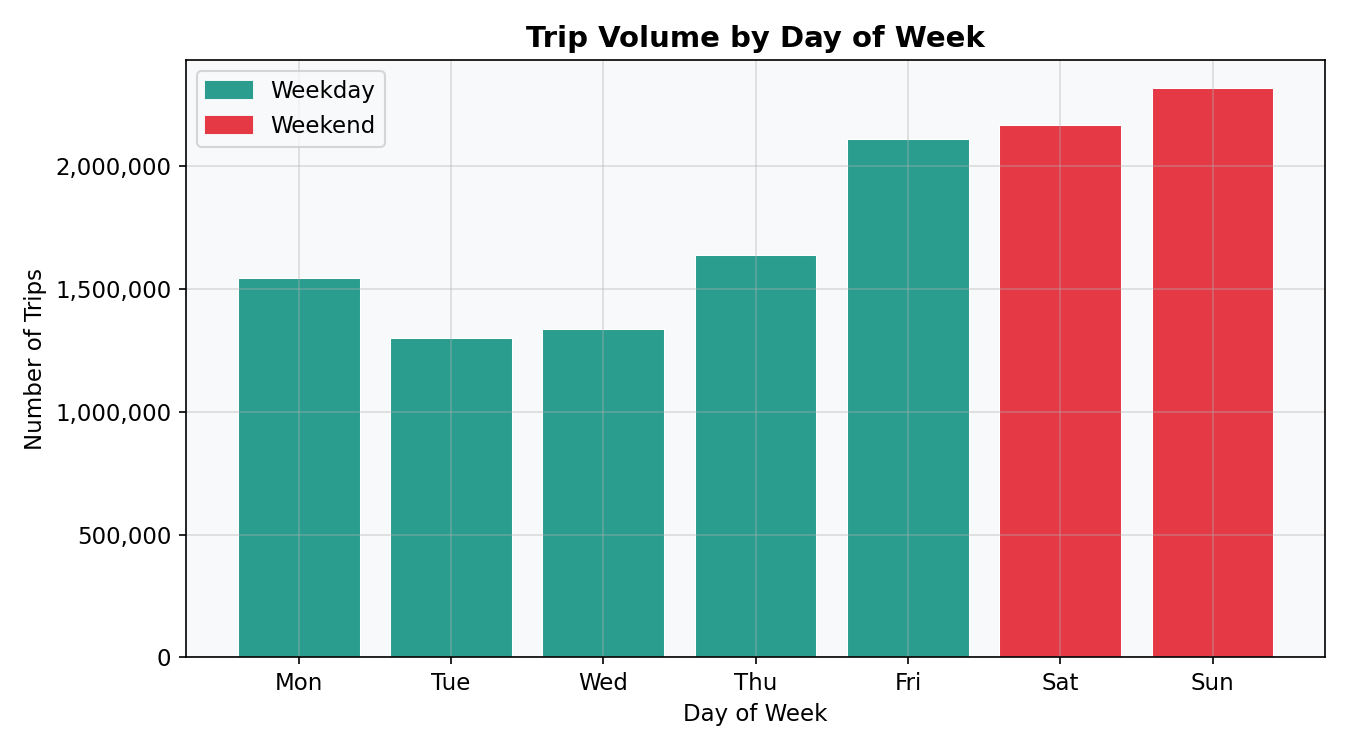 Trip Volume by Day of Week
Weekday
Weekend
Number of Trips
2,000,000
1,500,000
1,000,000
500,000
0
Mon Tue Wed Thu Fri Sat Sun
Day of Week